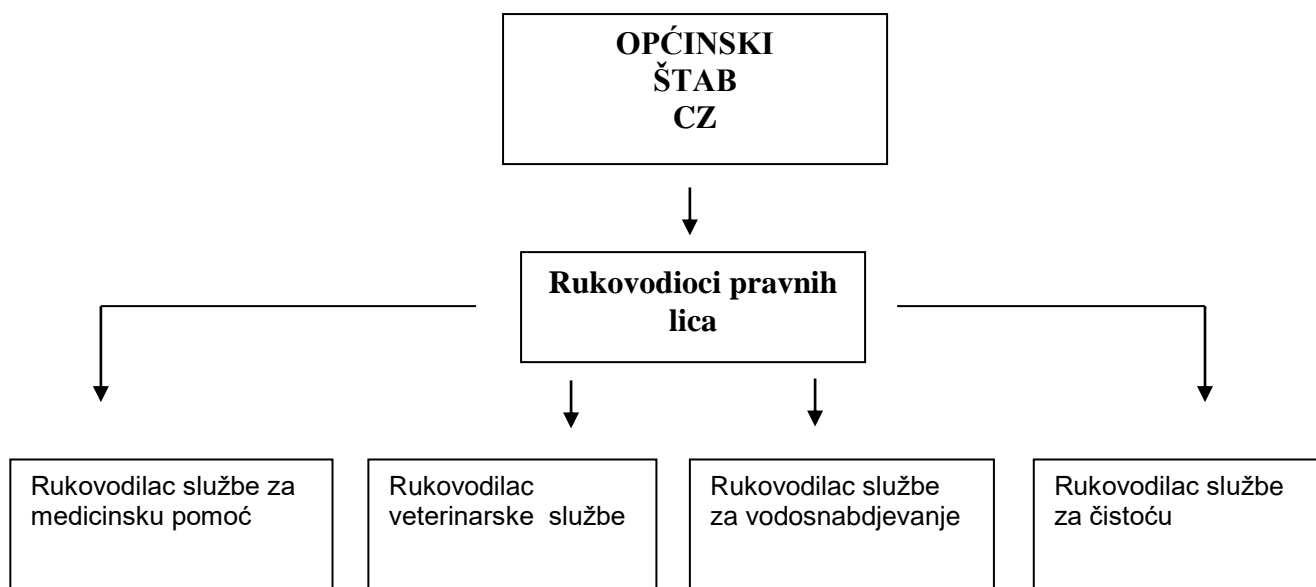 OPĆINSKI
ŠTAB
CZ
Rukovodioci pravnih
lica
Rukovodilac službe za
medicinsku pomoć
Rukovodilac
veterinarske službe
Rukovodilac službe
za vodosnabdjevanje
Rukovodilac službe
za čistoću